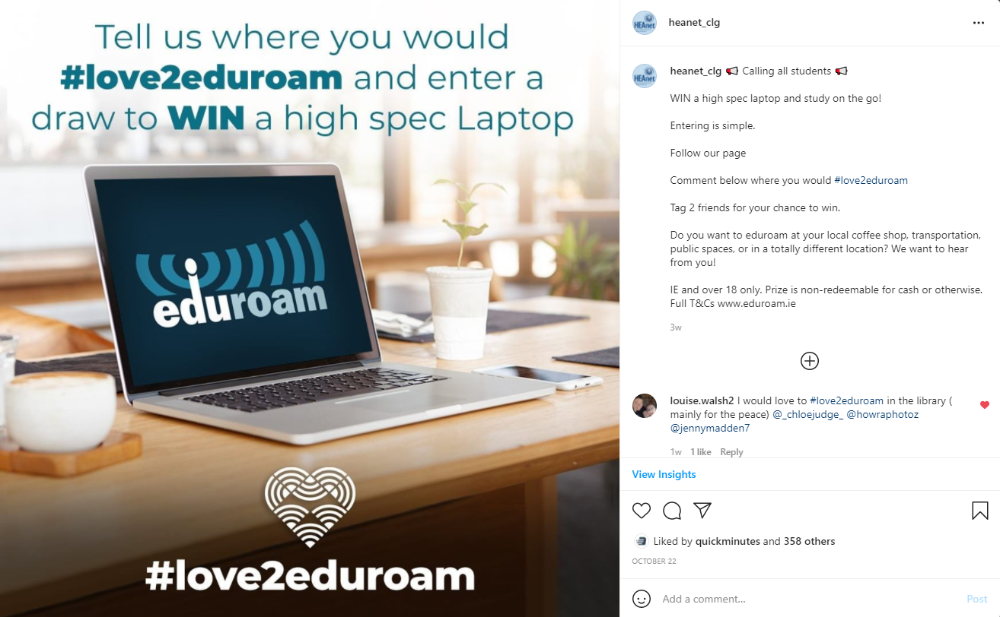 Tell us where you would
#love2eduroam and enter a
draw to WIN a high spec Laptop
eduroam
#love2eduroam
HEAnet
heanet_clg
HEAnet
heanet_clg 📢 Calling all students 📢
WIN a high spec laptop and study on the go!
Entering is simple.
Follow our page
Comment below where you would #love2eduroam
Tag 2 friends for your chance to win.
Do you want to eduroam at your local coffee shop, transportation,
public spaces, or in a totally different location? We want to hear
from you!
IE and over 18 only. Prize is non-redeemable for cash or otherwise.
Full T&Cs www.eduroam.ie
3w
louise.walsh2 I would love to #love2eduroam in the library (
mainly for the peace) @_chloejudge_ @howraphotoz
@jennymadden7
1w 1 like Reply
View Insights
Liked by quickminutes and 358 others
OCTOBER 22
Add a comment... Post